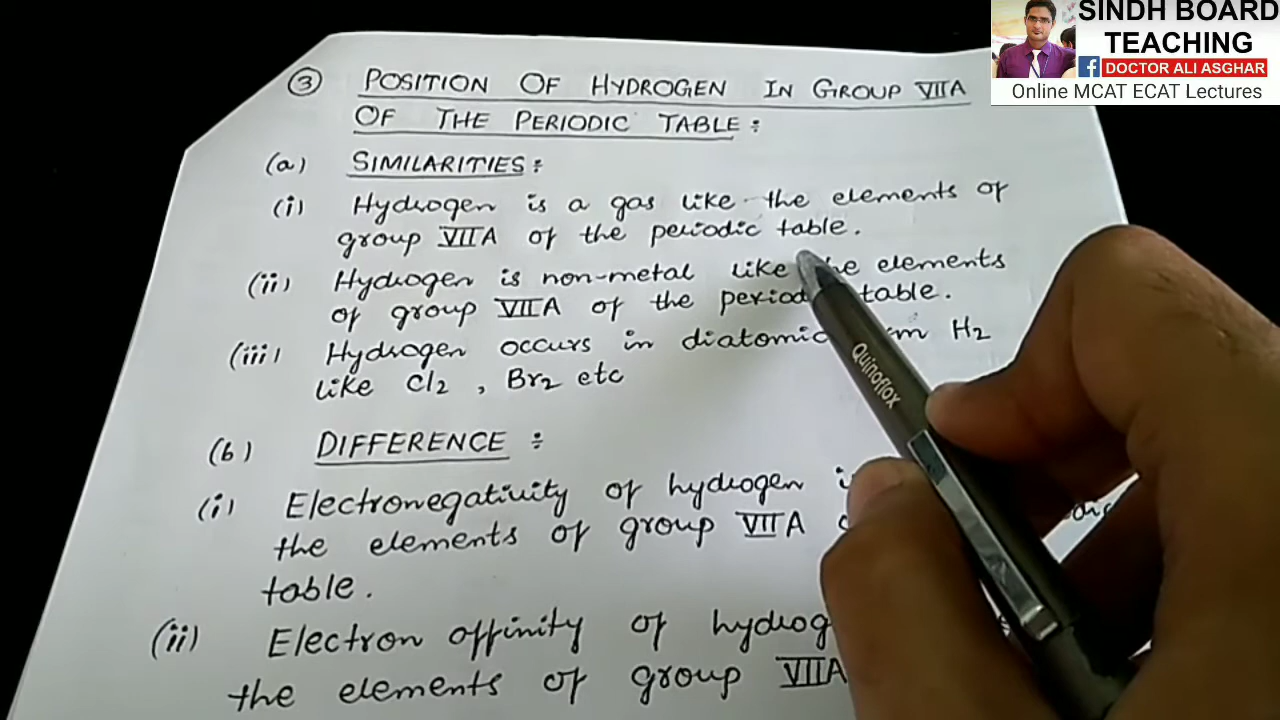 SINDH BOARD
TEACHING
DOCTOR ALI ASGHAR
Online MCAT ECAT Lectures
(3) POSITION OF HYDROGEN IN GROUP VIIA
OF THE PERIODIC TABLE :
(a) SIMILARITIES :
(i) Hydrogen is a gas like the elements of
group VIIA of the periodic table.
(ii) Hydrogen is non-metal like the elements
of group VIIA of the table.
(iii) Hydrogen occurs in diatomic H2
like Cl2 , Br2 etc
(b) DIFFERENCE :
(i) Electronegativity of hydrogen
the elements of group VIIA
table.
(ii) Electron affinity of
the elements of group VIIA
Quinoflox